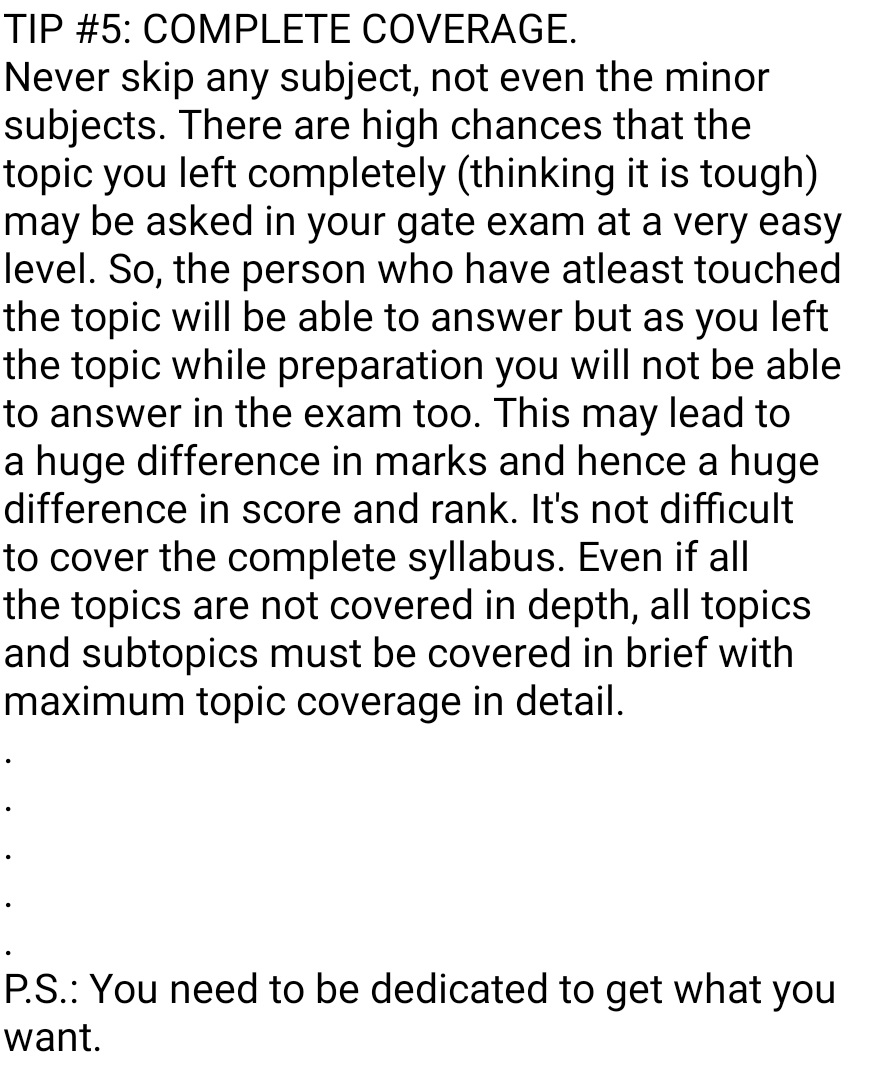 TIP #5: COMPLETE COVERAGE.
Never skip any subject, not even the minor
subjects. There are high chances that the
topic you left completely (thinking it is tough)
may be asked in your gate exam at a very easy
level. So, the person who have atleast touched
the topic will be able to answer but as you left
the topic while preparation you will not be able
to answer in the exam too. This may lead to
a huge difference in marks and hence a huge
difference in score and rank. It's not difficult
to cover the complete syllabus. Even if all
the topics are not covered in depth, all topics
and subtopics must be covered in brief with
maximum topic coverage in detail.
.
.
.
.
.
P.S.: You need to be dedicated to get what you
want.